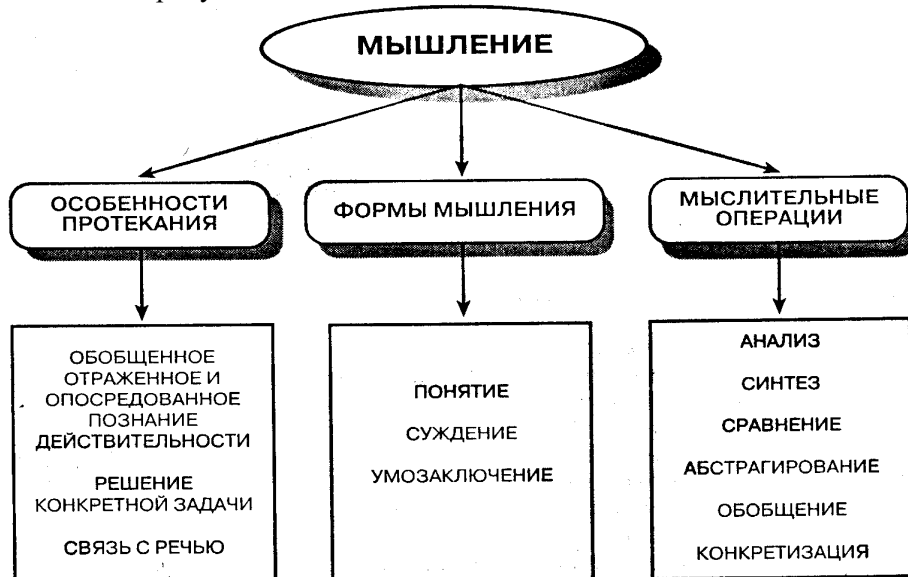 МЫШЛЕНИЕ
ОСОБЕННОСТИ
ПРОТЕКАНИЯ
ФОРМЫ МЫШЛЕНИЯ
МЫСЛИТЕЛЬНЫЕ
ОПЕРАЦИИ
ОБОБЩЕННОЕ
ОТРАЖЕННОЕ И
ОПОСРЕДОВАННОЕ
ПОЗНАНИЕ
ДЕЙСТВИТЕЛЬНОСТИ
РЕШЕНИЕ
КОНКРЕТНОЙ ЗАДАЧИ
СВЯЗЬ С РЕЧЬЮ
ПОНЯТИЕ
СУЖДЕНИЕ
УМОЗАКЛЮЧЕНИЕ
АНАЛИЗ
СИНТЕЗ
СРАВНЕНИЕ
АБСТРАГИРОВАНИЕ
ОБОБЩЕНИЕ
КОНКРЕТИЗАЦИЯ